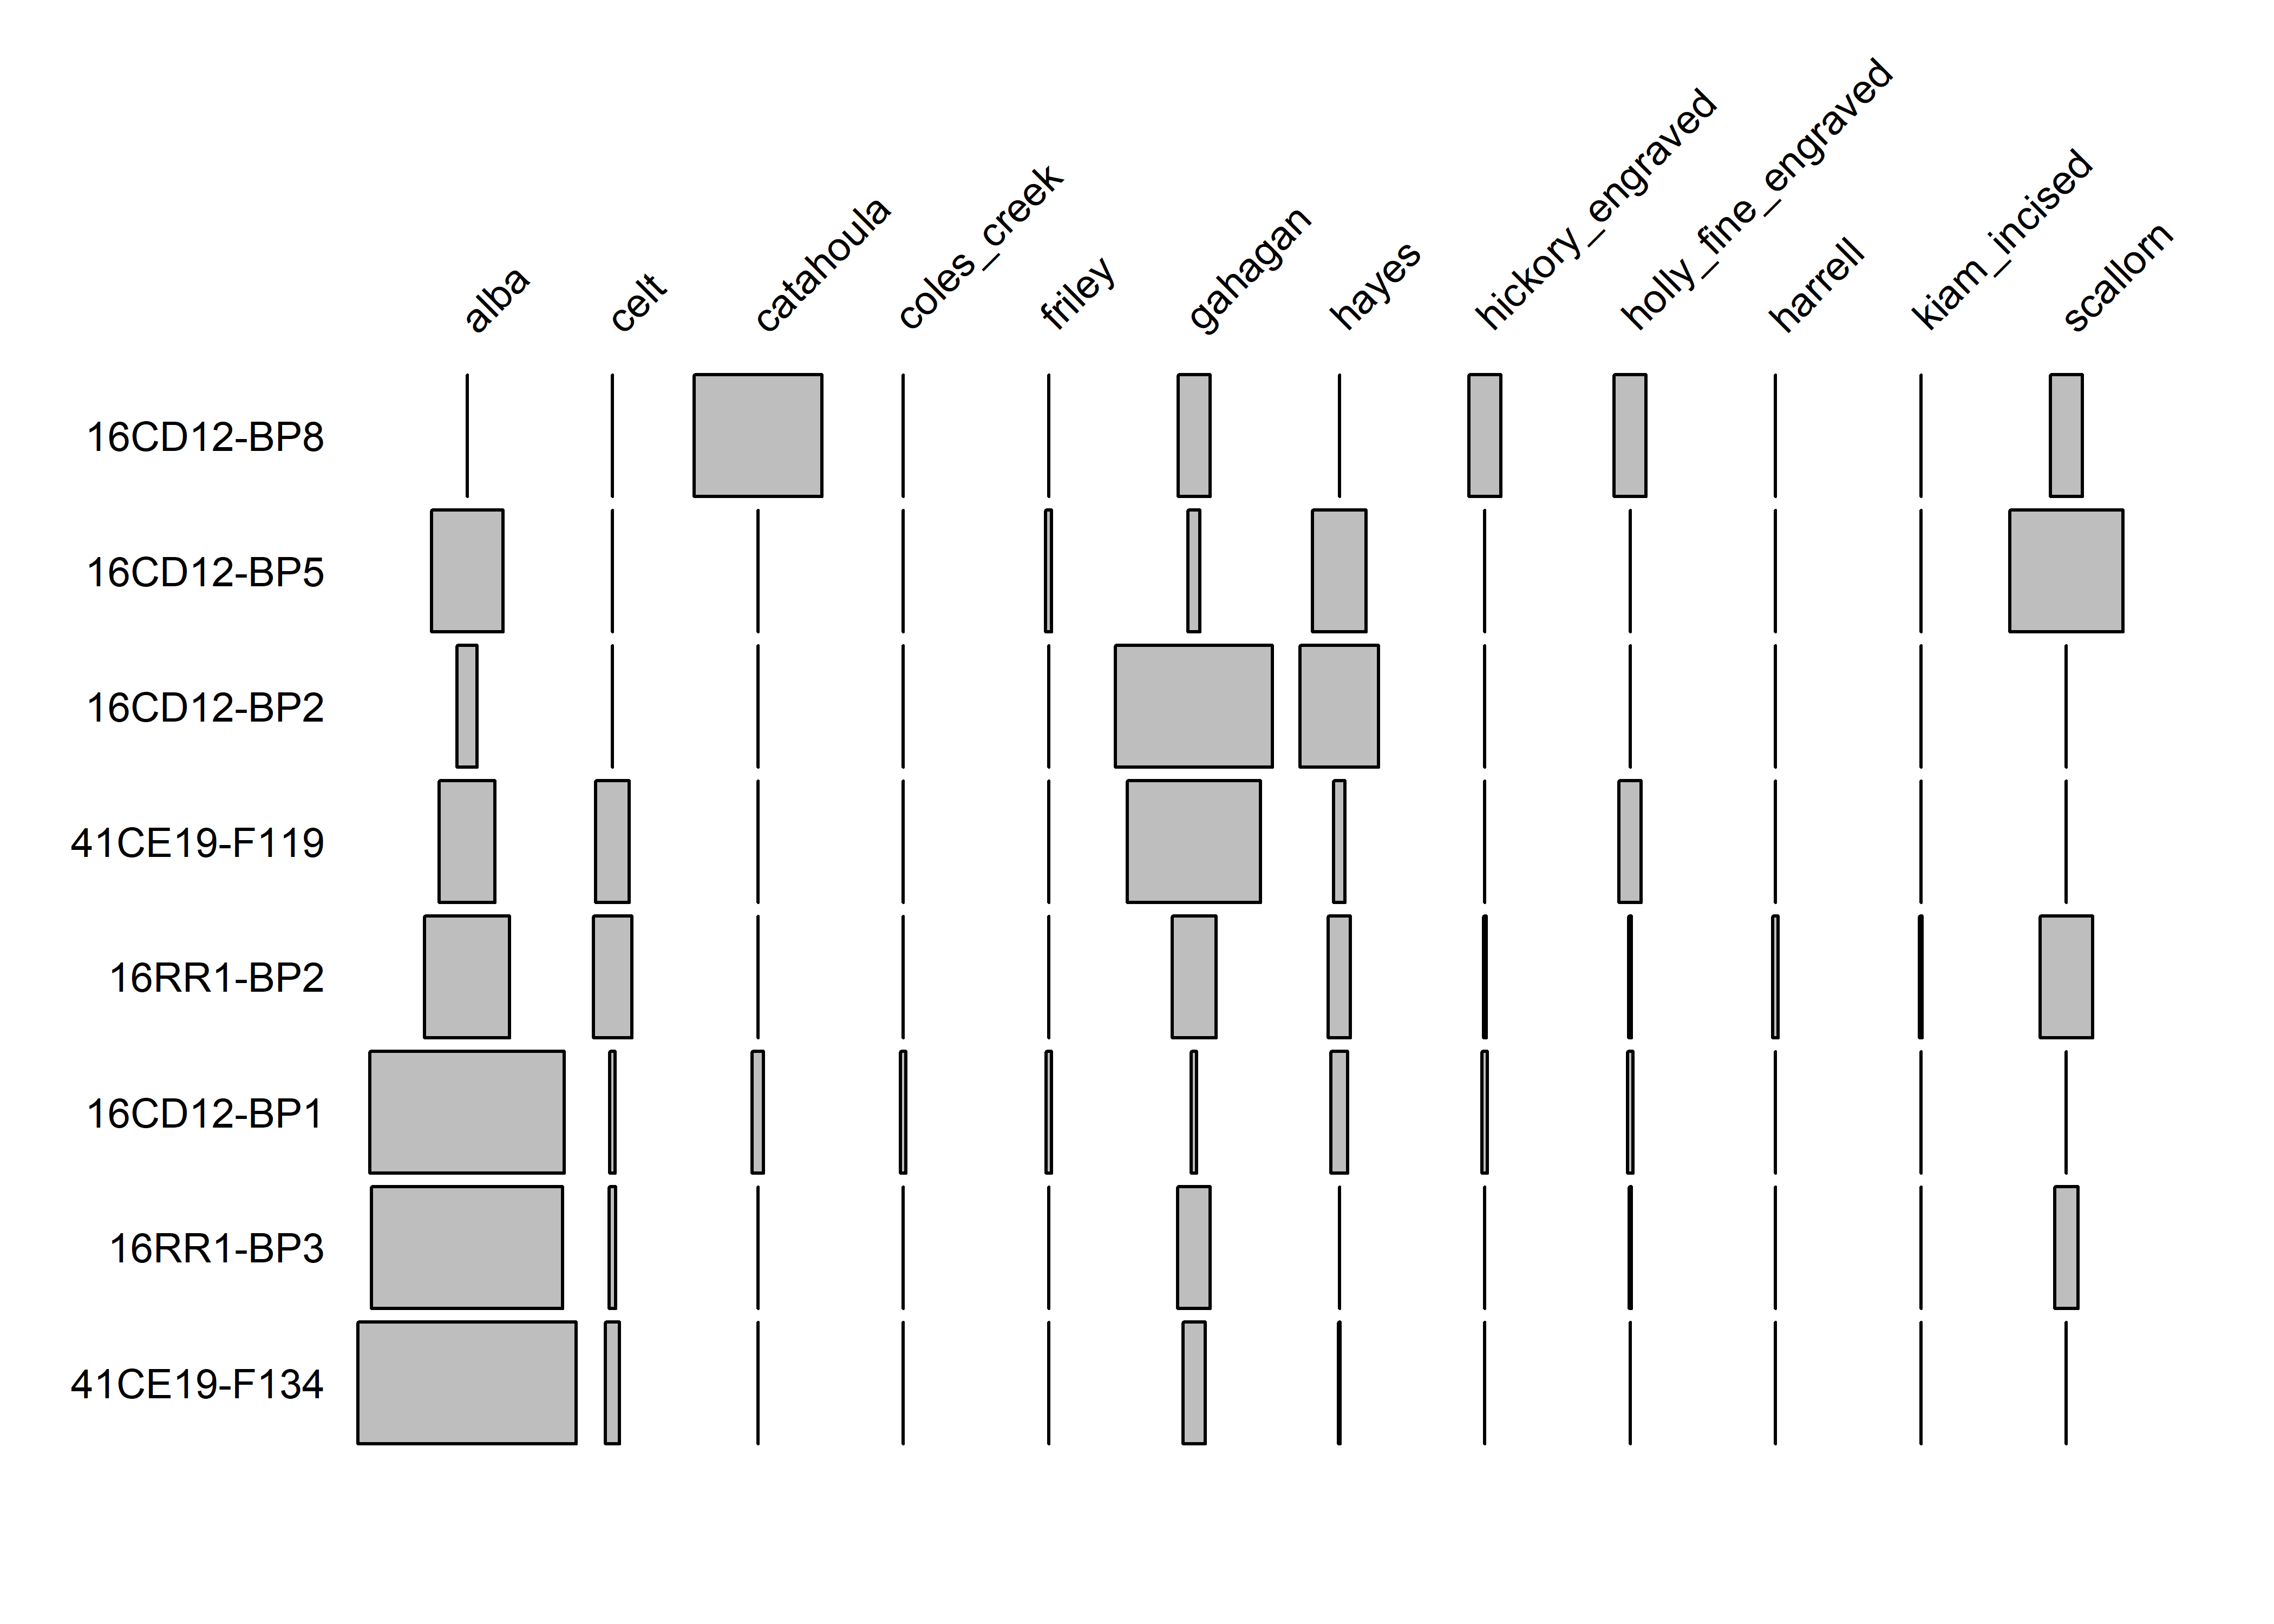 alba
celt
catahoula
coles_creek
friley
gahagan
hayes
hickory_engraved
holly_fine_engraved
harrell
kiam_incised
scallorn
16CD12-BP8
16CD12-BP5
16CD12-BP2
41CE19-F119
16RR1-BP2
16CD12-BP1
16RR1-BP3
41CE19-F134